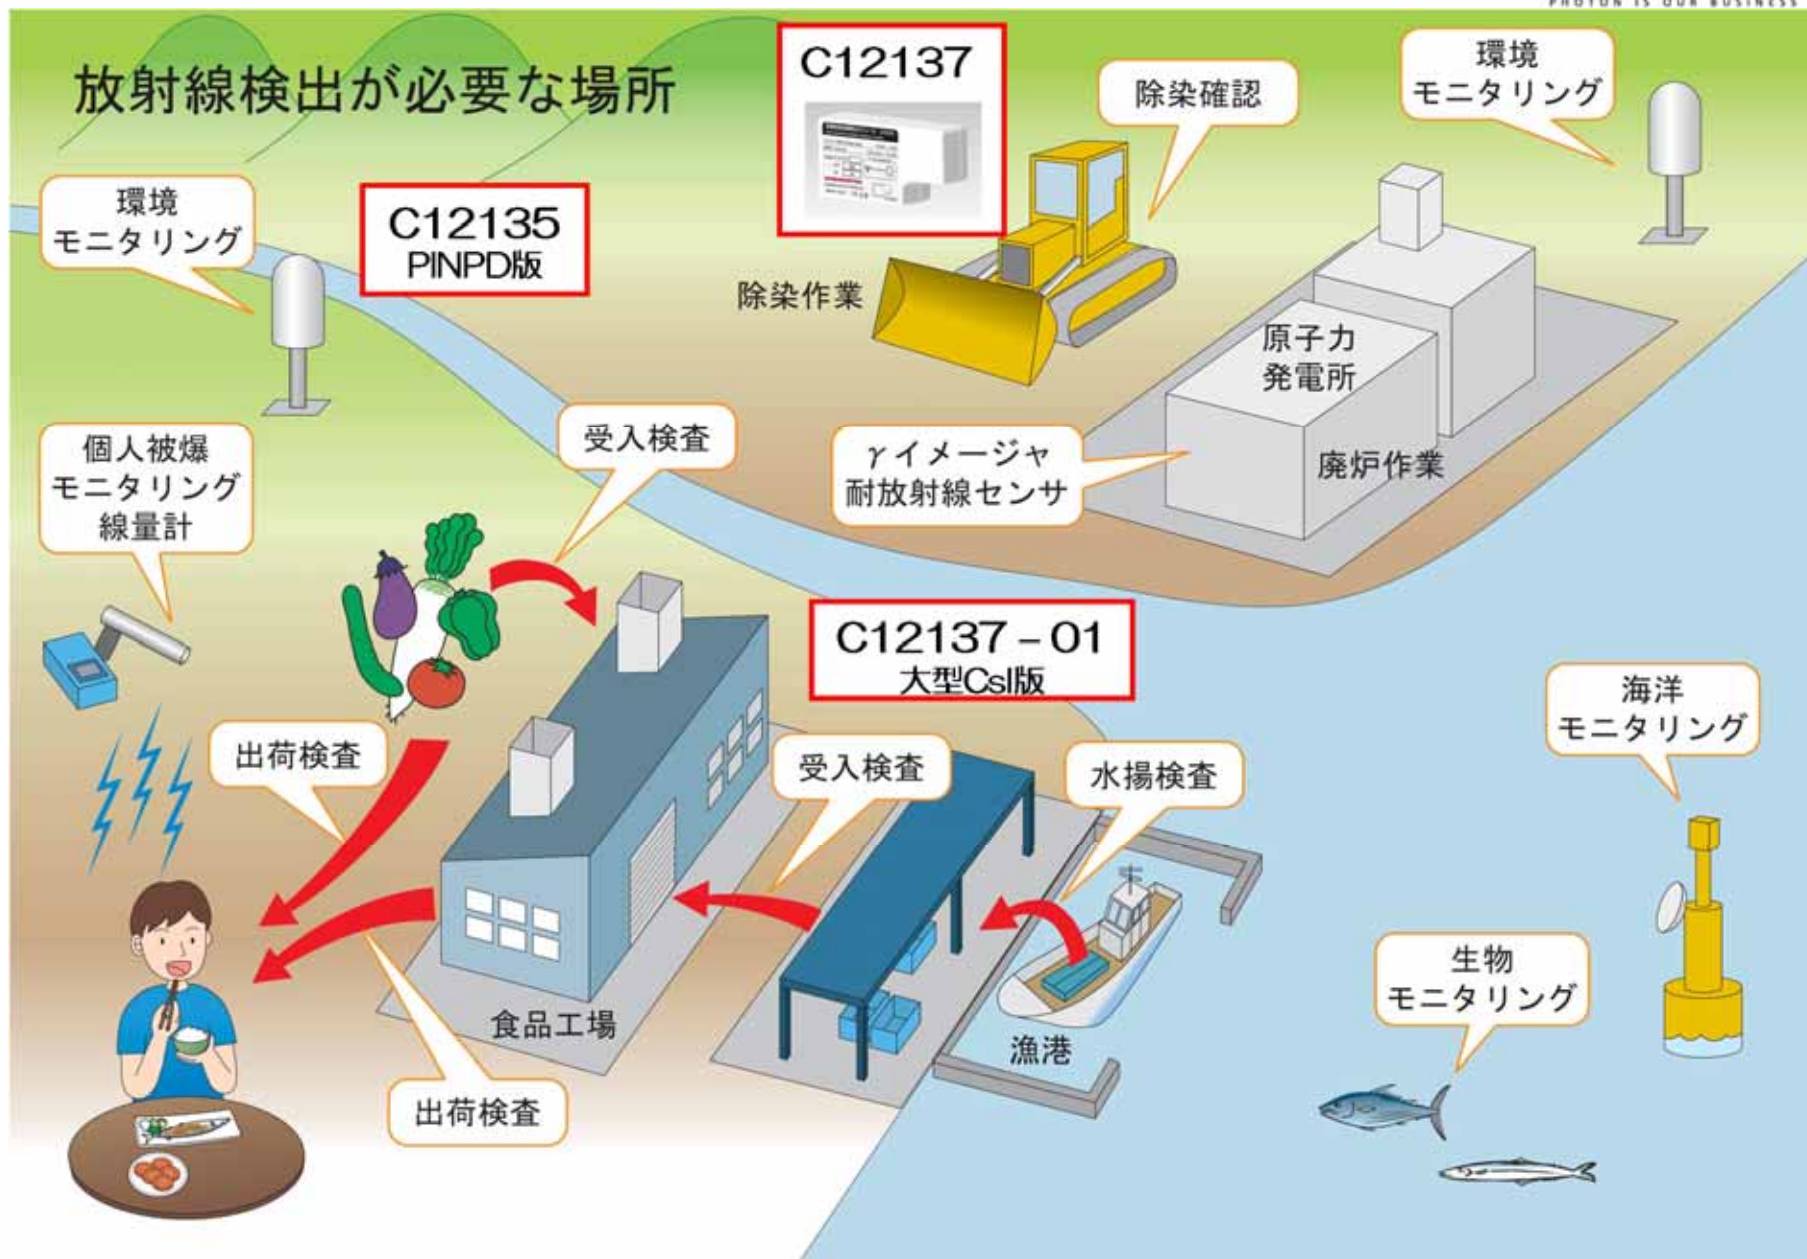 PHOTON IS OUR BUSINESS
放射線検出が必要な場所
C12137
除染確認
環境
モニタリング
環境
モニタリング
C12135
PINPD版
除染作業
原子力
発電所
個人被爆
モニタリング
線量計
受入検査
γイメージャ
耐放射線センサ
廃炉作業
C12137-01
大型CsI版
海洋
モニタリング
出荷検査
受入検査
水揚検査
生物
モニタリング
食品工場
漁港
出荷検査